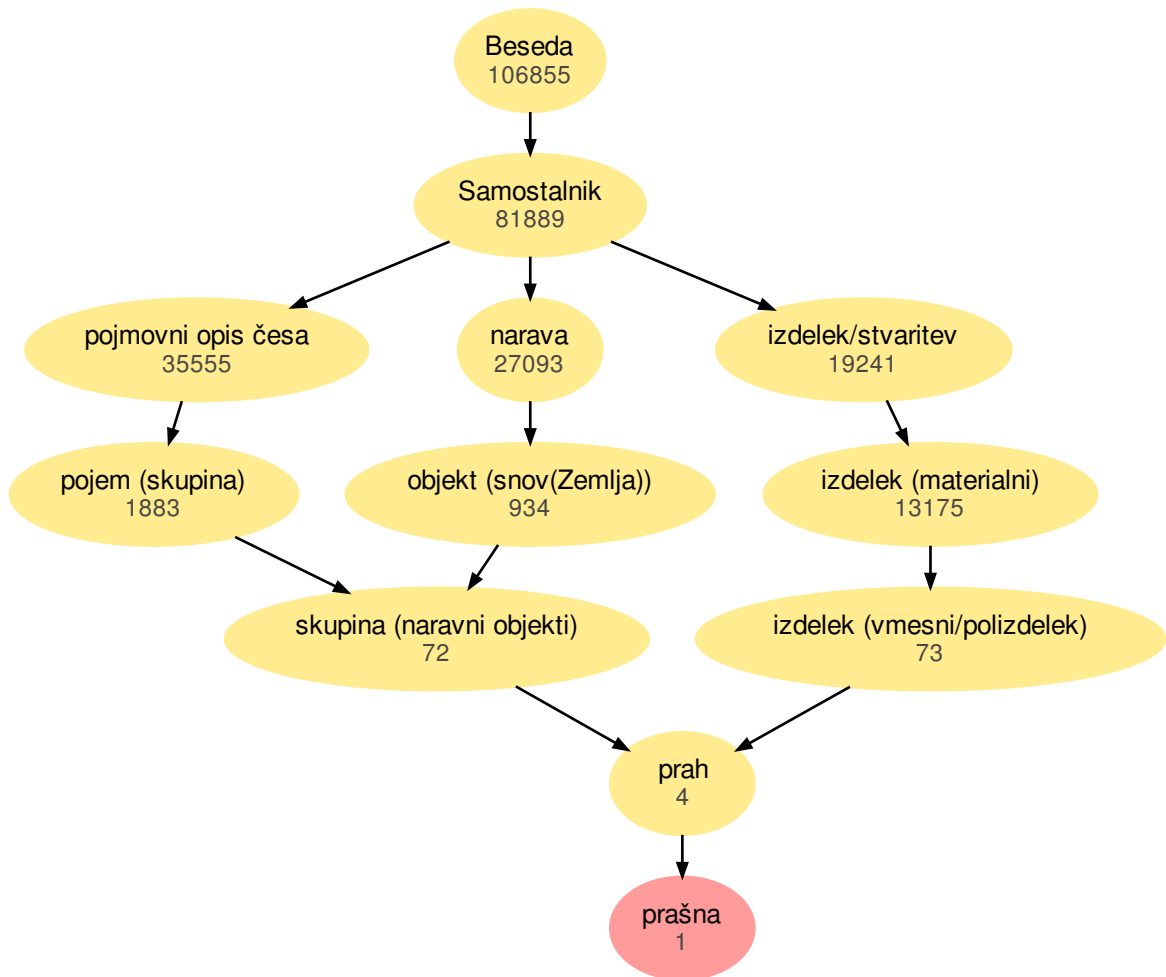 Beseda
106855
Samostalnik
81889
pojmovni opis česa
35555
narava
27093
izdelek/stvaritev
19241
pojem (skupina)
1883
objekt (snov(Zemlja))
934
izdelek (materialni)
13175
skupina (naravni objekti)
72
izdelek (vmesni/polizdelek)
73
prah
4
prašna
1